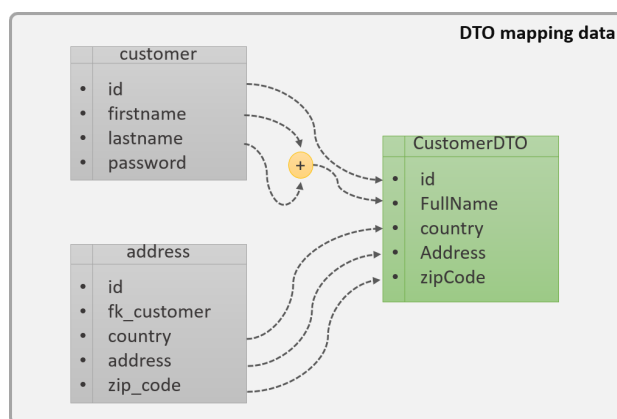 DTO mapping data
customer
• id
• firstname
• lastname
• password
+
CustomerDTO
• id
• FullName
• country
• Address
• zipCode
address
• id
• fk_customer
• country
• address
• zip_code